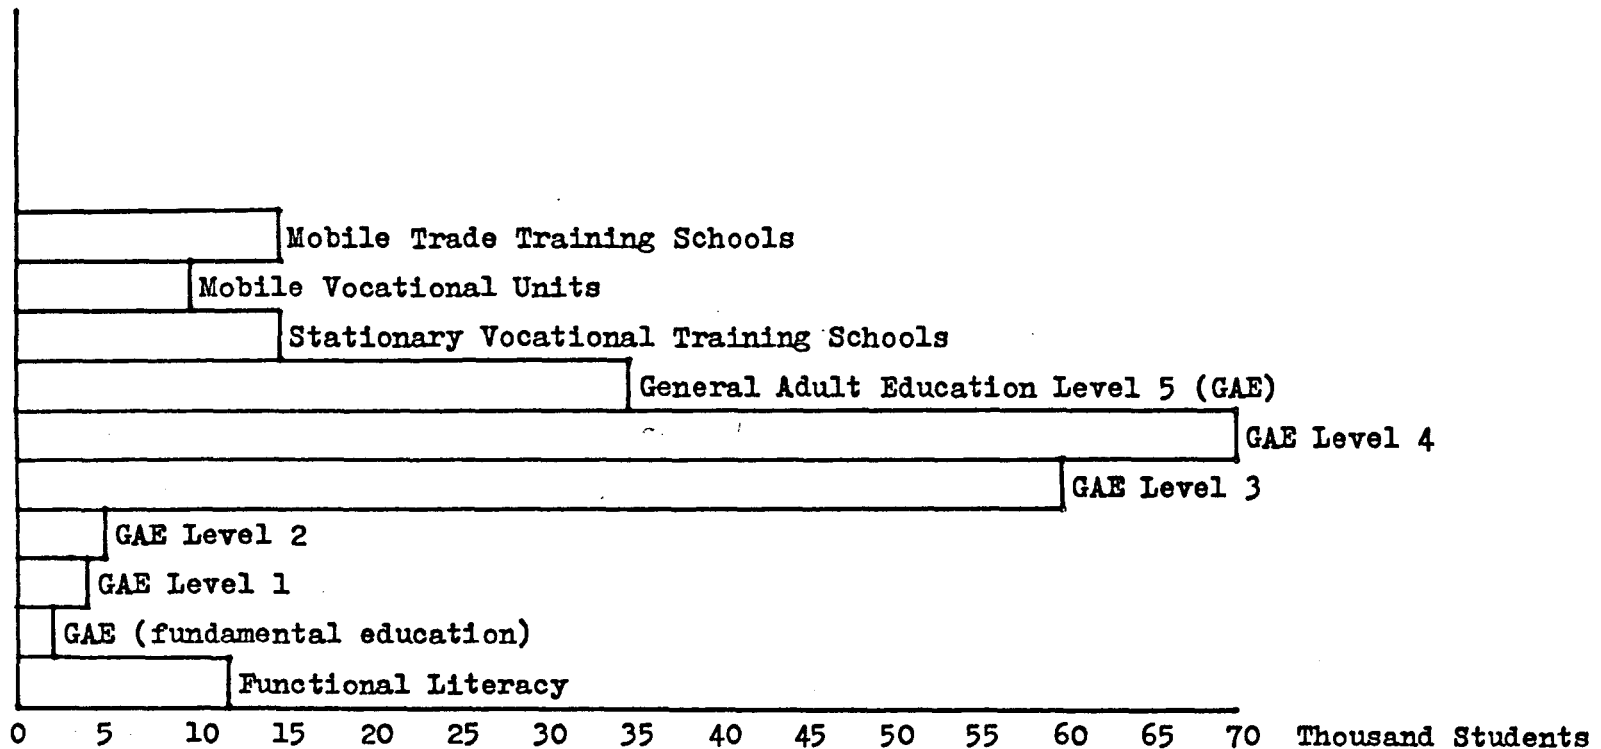 Mobile Trade Training Schools
Mobile Vocational Units
Stationary Vocational Training Schools
General Adult Education Level 5 (GAE)
GAE Level 4
GAE Level 3
GAE Level 2
GAE Level 1
GAE (fundamental education)
Functional Literacy
0 5 10 15 20 25 30 35 40 45 50 55 60 65 70 Thousand Students